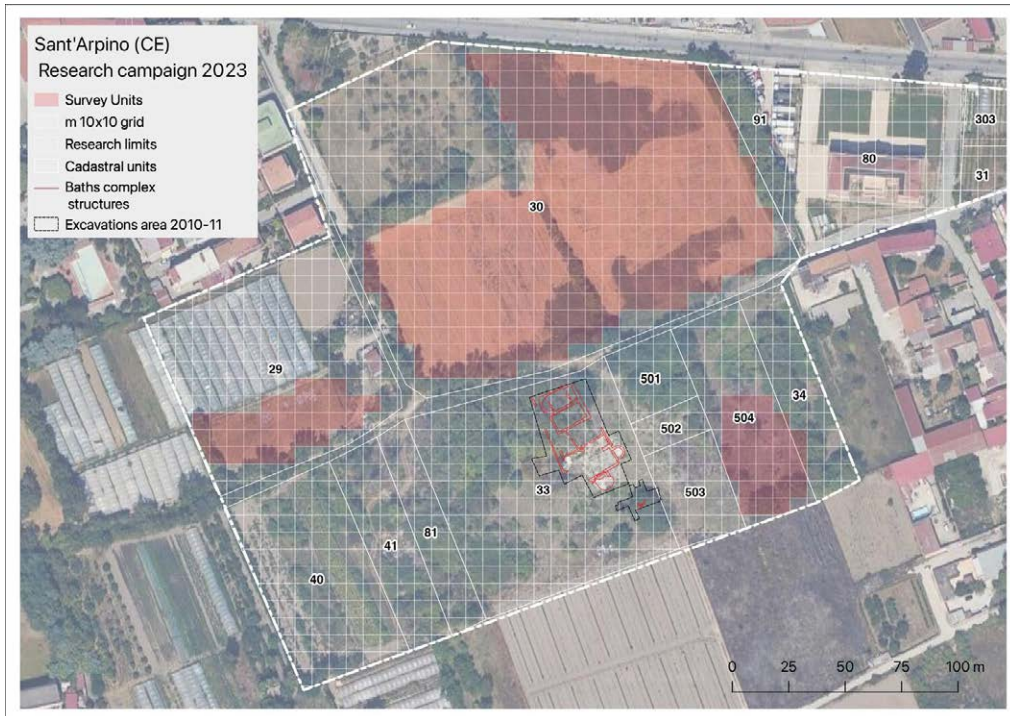 Sant'Arpino (CE)
Research campaign 2023
Survey Units
m 10x10 grid
Research limits
Cadastral units
Baths complex
structures
Excavations area 2010-11
91
303
80
31
30
29
501
34
504
502
33
503
41
81
40
0 25 50 75 100 m